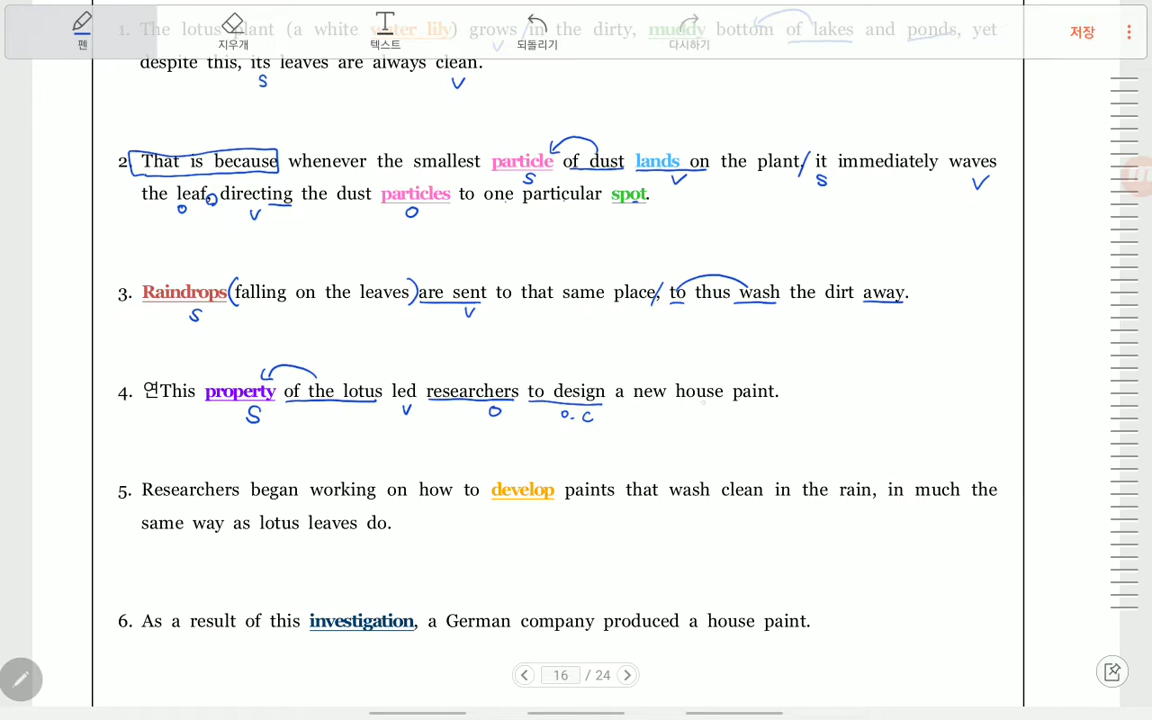 펜 지우개 텍스트 되돌리기 다시하기 저장
1. The lotus plant (a white water lily) grows in the dirty, muddy bottom of lakes and ponds, yet
despite this, its leaves are always clean.
S V
2 That is because whenever the smallest particle of dust lands on the plant, it immediately waves
S V S V
the leaf, directing the dust particles to one particular spot.
O V O
3. Raindrops (falling on the leaves) are sent to that same place, to thus wash the dirt away.
S V
4. 연This property of the lotus led researchers to design a new house paint.
S V O O.C
5. Researchers began working on how to develop paints that wash clean in the rain, in much the
same way as lotus leaves do.
6. As a result of this investigation, a German company produced a house paint.
16 / 24